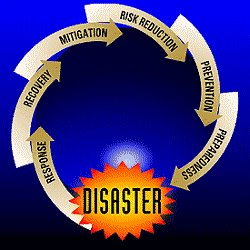 RISK REDUCTION
MITIGATION
PREVENTION
RECOVERY
PREPAREDNESS
RESPONSE
DISASTER